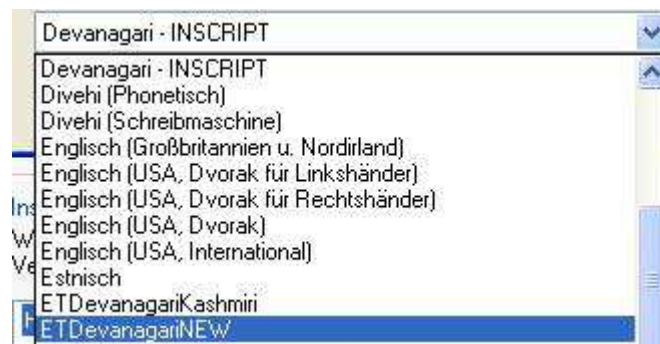 Devanagari - INSCRIPT
Devanagari - INSCRIPT
Divehi (Phonetisch)
Divehi (Schreibmaschine)
Englisch (Großbritannien u. Nordirland)
Englisch (USA, Dvorak für Linkshänder)
Englisch (USA, Dvorak für Rechtshänder)
Englisch (USA, Dvorak)
Englisch (USA, International)
Estnisch
ETDevanagariKashmiri
ETDevanagariNEW